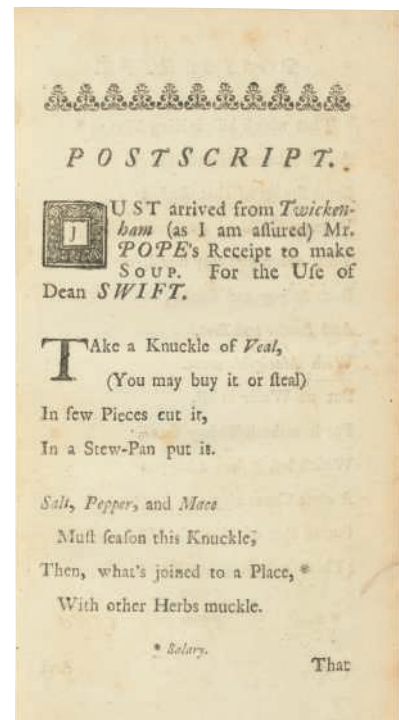 POSTSCRIPT.
JUST arrived from Twicken-
ham (as I am aſſured) Mr.
POPE's Receipt to make
SOUP. For the Uſe of
Dean SWIFT.
TAke a Knuckle of Veal,
(You may buy it or ſteal)
In few Pieces cut it,
In a Stew-Pan put it.
Salt, Pepper, and Mace
Muſt ſeaſon this Knuckle,
Then, what's joined to a Place, *
With other Herbs muckle.
* Salary.
That